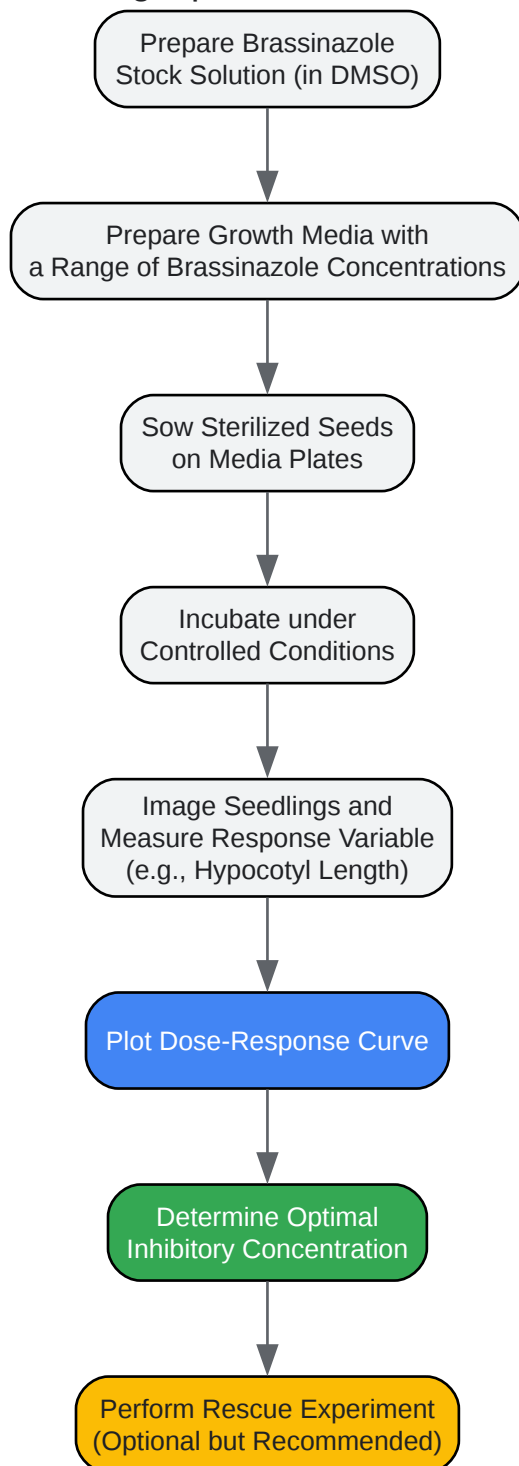 Prepare Brassinazole
Stock Solution (in DMSO)
Prepare Growth Media with
a Range of Brassinazole Concentrations
Sow Sterilized Seeds
on Media Plates
Incubate under
Controlled Conditions
Image Seedlings and
Measure Response Variable
(e.g., Hypocotyl Length)
Plot Dose-Response Curve
Determine Optimal
Inhibitory Concentration
Perform Rescue Experiment
(Optional but Recommended)